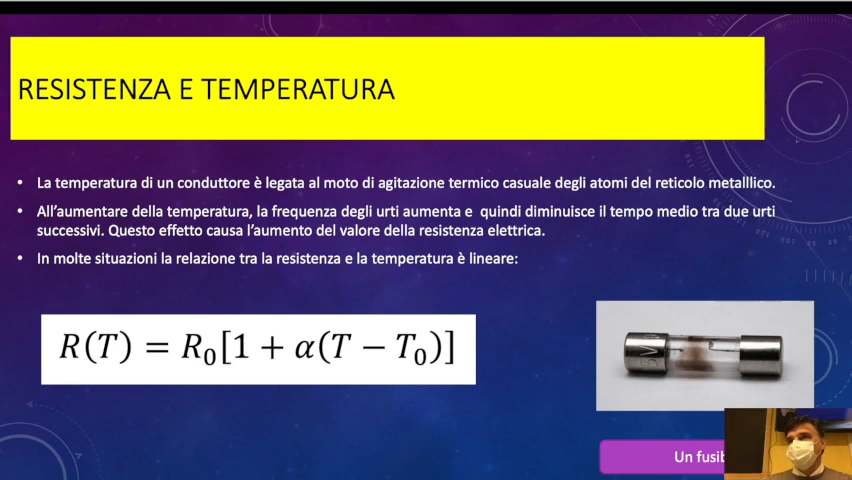 RESISTENZA E TEMPERATURA
• La temperatura di un conduttore è legata al moto di agitazione termico casuale degli atomi del reticolo metalllico.
• All’aumentare della temperatura, la frequenza degli urti aumenta e quindi diminuisce il tempo medio tra due urti
successivi. Questo effetto causa l’aumento del valore della resistenza elettrica.
• In molte situazioni la relazione tra la resistenza e la temperatura è lineare:
R(T) = R₀[1 + α(T − T₀)]
Un